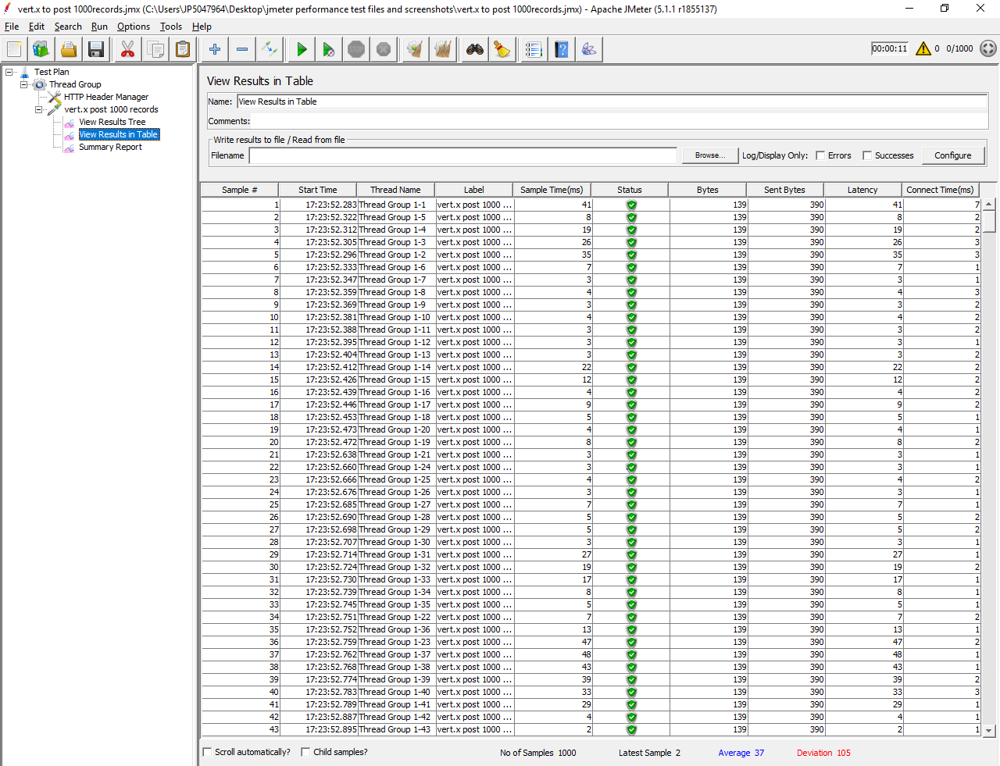 vert.x to post 1000records.jmx (C:\Users\JP5047964\Desktop\jmeter performance test files and screenshots\vert.x to post 1000records.jmx) - Apache JMeter (5.1.1 r1855137)
File Edit Search Run Options Tools Help
00:00:11 0 0/1000
Test Plan
Thread Group
HTTP Header Manager
vert.x post 1000 records
View Results Tree
View Results in Table
Summary Report
View Results in Table
Name: View Results in Table
Comments:
Write results to file / Read from file
Filename Browse... Log/Display Only: Errors Successes Configure
Sample # Start Time Thread Name Label Sample Time(ms) Status Bytes Sent Bytes Latency Connect Time(ms)
1 17:23:52.283 Thread Group 1-1 vert.x post 1000 ... 41 139 390 41 7
2 17:23:52.322 Thread Group 1-5 vert.x post 1000 ... 8 139 390 8 2
3 17:23:52.312 Thread Group 1-4 vert.x post 1000 ... 19 139 390 19 2
4 17:23:52.305 Thread Group 1-3 vert.x post 1000 ... 26 139 390 26 3
5 17:23:52.296 Thread Group 1-2 vert.x post 1000 ... 35 139 390 35 3
6 17:23:52.333 Thread Group 1-6 vert.x post 1000 ... 7 139 390 7 1
7 17:23:52.347 Thread Group 1-7 vert.x post 1000 ... 3 139 390 3 1
8 17:23:52.359 Thread Group 1-8 vert.x post 1000 ... 4 139 390 4 3
9 17:23:52.369 Thread Group 1-9 vert.x post 1000 ... 3 139 390 3 2
10 17:23:52.381 Thread Group 1-10 vert.x post 1000 ... 4 139 390 4 2
11 17:23:52.388 Thread Group 1-11 vert.x post 1000 ... 3 139 390 3 2
12 17:23:52.395 Thread Group 1-12 vert.x post 1000 ... 3 139 390 3 1
13 17:23:52.404 Thread Group 1-13 vert.x post 1000 ... 3 139 390 3 2
14 17:23:52.412 Thread Group 1-14 vert.x post 1000 ... 22 139 390 22 2
15 17:23:52.426 Thread Group 1-15 vert.x post 1000 ... 12 139 390 12 2
16 17:23:52.439 Thread Group 1-16 vert.x post 1000 ... 4 139 390 4 2
17 17:23:52.446 Thread Group 1-17 vert.x post 1000 ... 9 139 390 9 2
18 17:23:52.453 Thread Group 1-18 vert.x post 1000 ... 5 139 390 5 1
19 17:23:52.473 Thread Group 1-20 vert.x post 1000 ... 4 139 390 4 1
20 17:23:52.472 Thread Group 1-19 vert.x post 1000 ... 8 139 390 8 2
21 17:23:52.638 Thread Group 1-21 vert.x post 1000 ... 3 139 390 3 1
22 17:23:52.660 Thread Group 1-24 vert.x post 1000 ... 3 139 390 3 1
23 17:23:52.666 Thread Group 1-25 vert.x post 1000 ... 4 139 390 4 2
24 17:23:52.676 Thread Group 1-26 vert.x post 1000 ... 3 139 390 3 1
25 17:23:52.685 Thread Group 1-27 vert.x post 1000 ... 7 139 390 7 1
26 17:23:52.690 Thread Group 1-28 vert.x post 1000 ... 5 139 390 5 2
27 17:23:52.698 Thread Group 1-29 vert.x post 1000 ... 5 139 390 5 2
28 17:23:52.707 Thread Group 1-30 vert.x post 1000 ... 3 139 390 3 1
29 17:23:52.714 Thread Group 1-31 vert.x post 1000 ... 27 139 390 27 1
30 17:23:52.724 Thread Group 1-32 vert.x post 1000 ... 19 139 390 19 2
31 17:23:52.730 Thread Group 1-33 vert.x post 1000 ... 17 139 390 17 1
32 17:23:52.739 Thread Group 1-34 vert.x post 1000 ... 8 139 390 8 1
33 17:23:52.745 Thread Group 1-35 vert.x post 1000 ... 5 139 390 5 1
34 17:23:52.751 Thread Group 1-22 vert.x post 1000 ... 7 139 390 7 2
35 17:23:52.752 Thread Group 1-36 vert.x post 1000 ... 13 139 390 13 1
36 17:23:52.759 Thread Group 1-23 vert.x post 1000 ... 47 139 390 47 2
37 17:23:52.762 Thread Group 1-37 vert.x post 1000 ... 48 139 390 48 1
38 17:23:52.768 Thread Group 1-38 vert.x post 1000 ... 43 139 390 43 1
39 17:23:52.774 Thread Group 1-39 vert.x post 1000 ... 39 139 390 39 2
40 17:23:52.783 Thread Group 1-40 vert.x post 1000 ... 33 139 390 33 3
41 17:23:52.789 Thread Group 1-41 vert.x post 1000 ... 29 139 390 29 1
42 17:23:52.887 Thread Group 1-42 vert.x post 1000 ... 4 139 390 4 1
43 17:23:52.895 Thread Group 1-43 vert.x post 1000 ... 2 139 390 2 1
Scroll automatically? Child samples? No of Samples 1000 Latest Sample 2 Average 37 Deviation 105